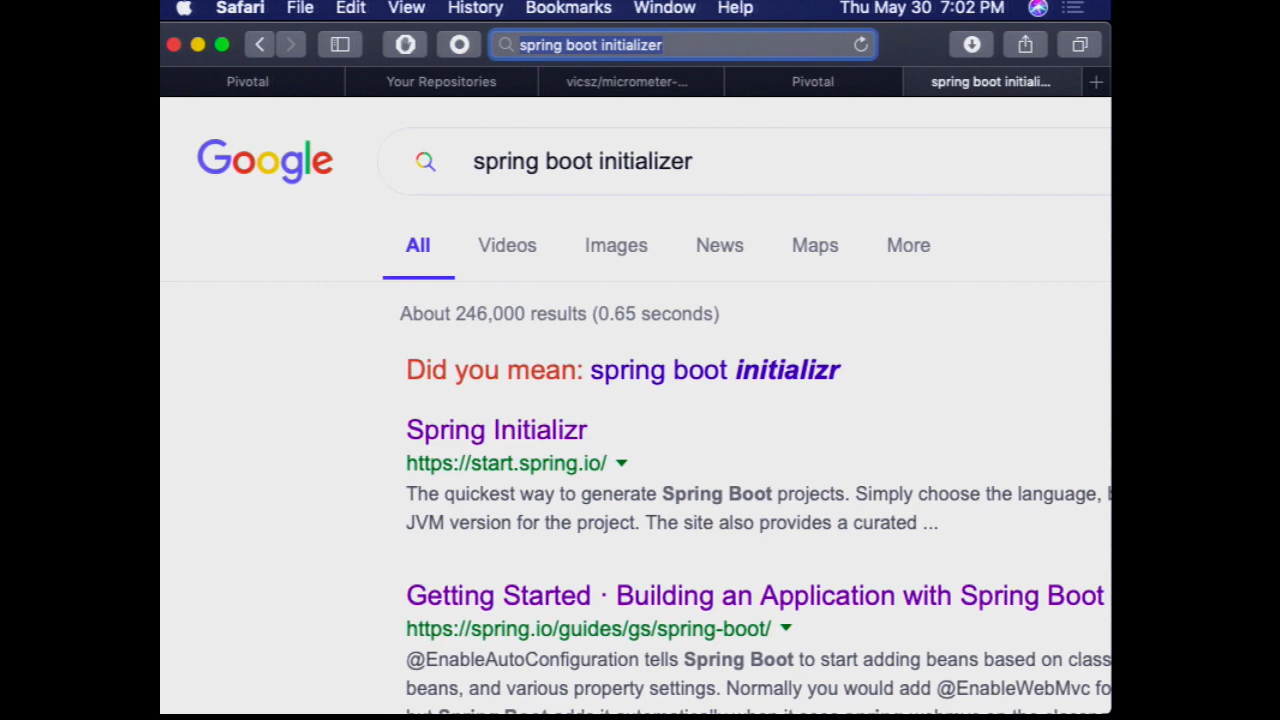 Safari File Edit View History Bookmarks Window Help Thu May 30 7:02 PM
spring boot initializer
Pivotal Your Repositories vicsz/micrometer-... Pivotal spring boot initiali... +
Google spring boot initializer
All Videos Images News Maps More
About 246,000 results (0.65 seconds)
Did you mean: spring boot initializr
Spring Initializr
https://start.spring.io/
The quickest way to generate Spring Boot projects. Simply choose the language,
JVM version for the project. The site also provides a curated ...
Getting Started · Building an Application with Spring Boot
https://spring.io/guides/gs/spring-boot/
@EnableAutoConfiguration tells Spring Boot to start adding beans based on class
beans, and various property settings. Normally you would add @EnableWebMvc fo